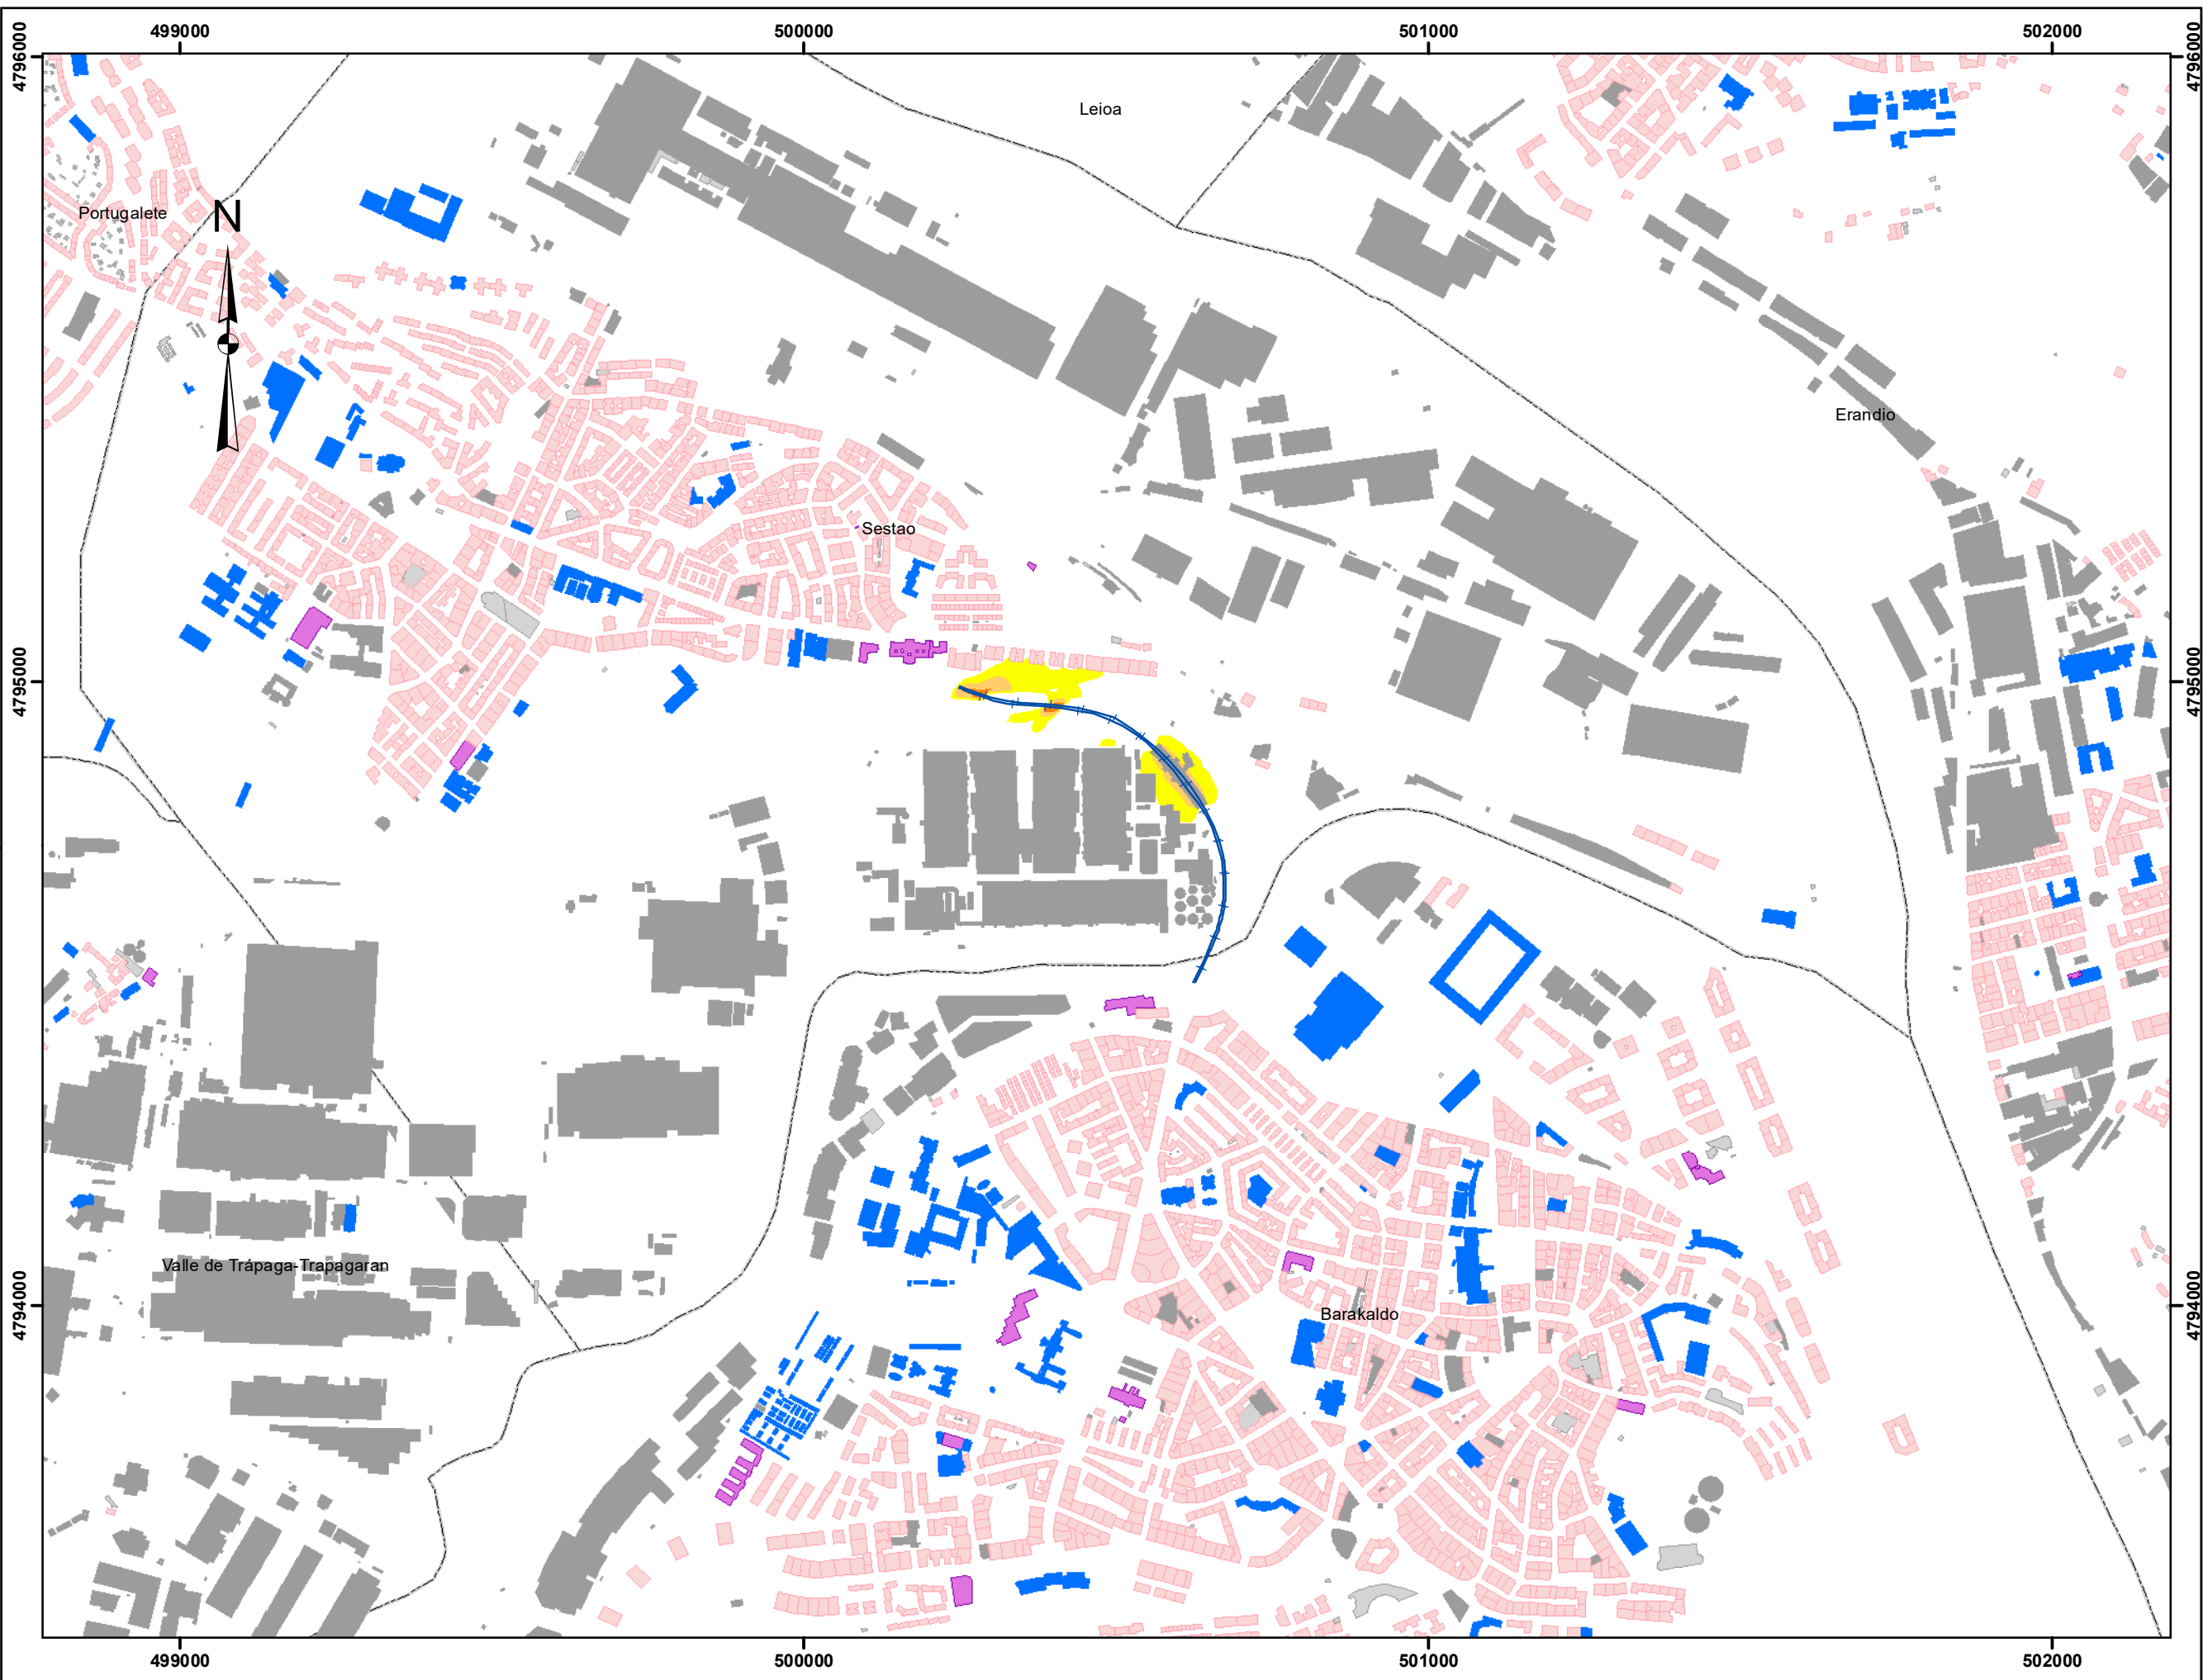 499000 500000 501000 502000
4796000 4796000
Leioa
Portugalete
N
Erandio
Sestao
4795000 4795000
Valle de Trápaga-Trapagaran
4794000 4794000
Barakaldo
499000 500000 501000 502000